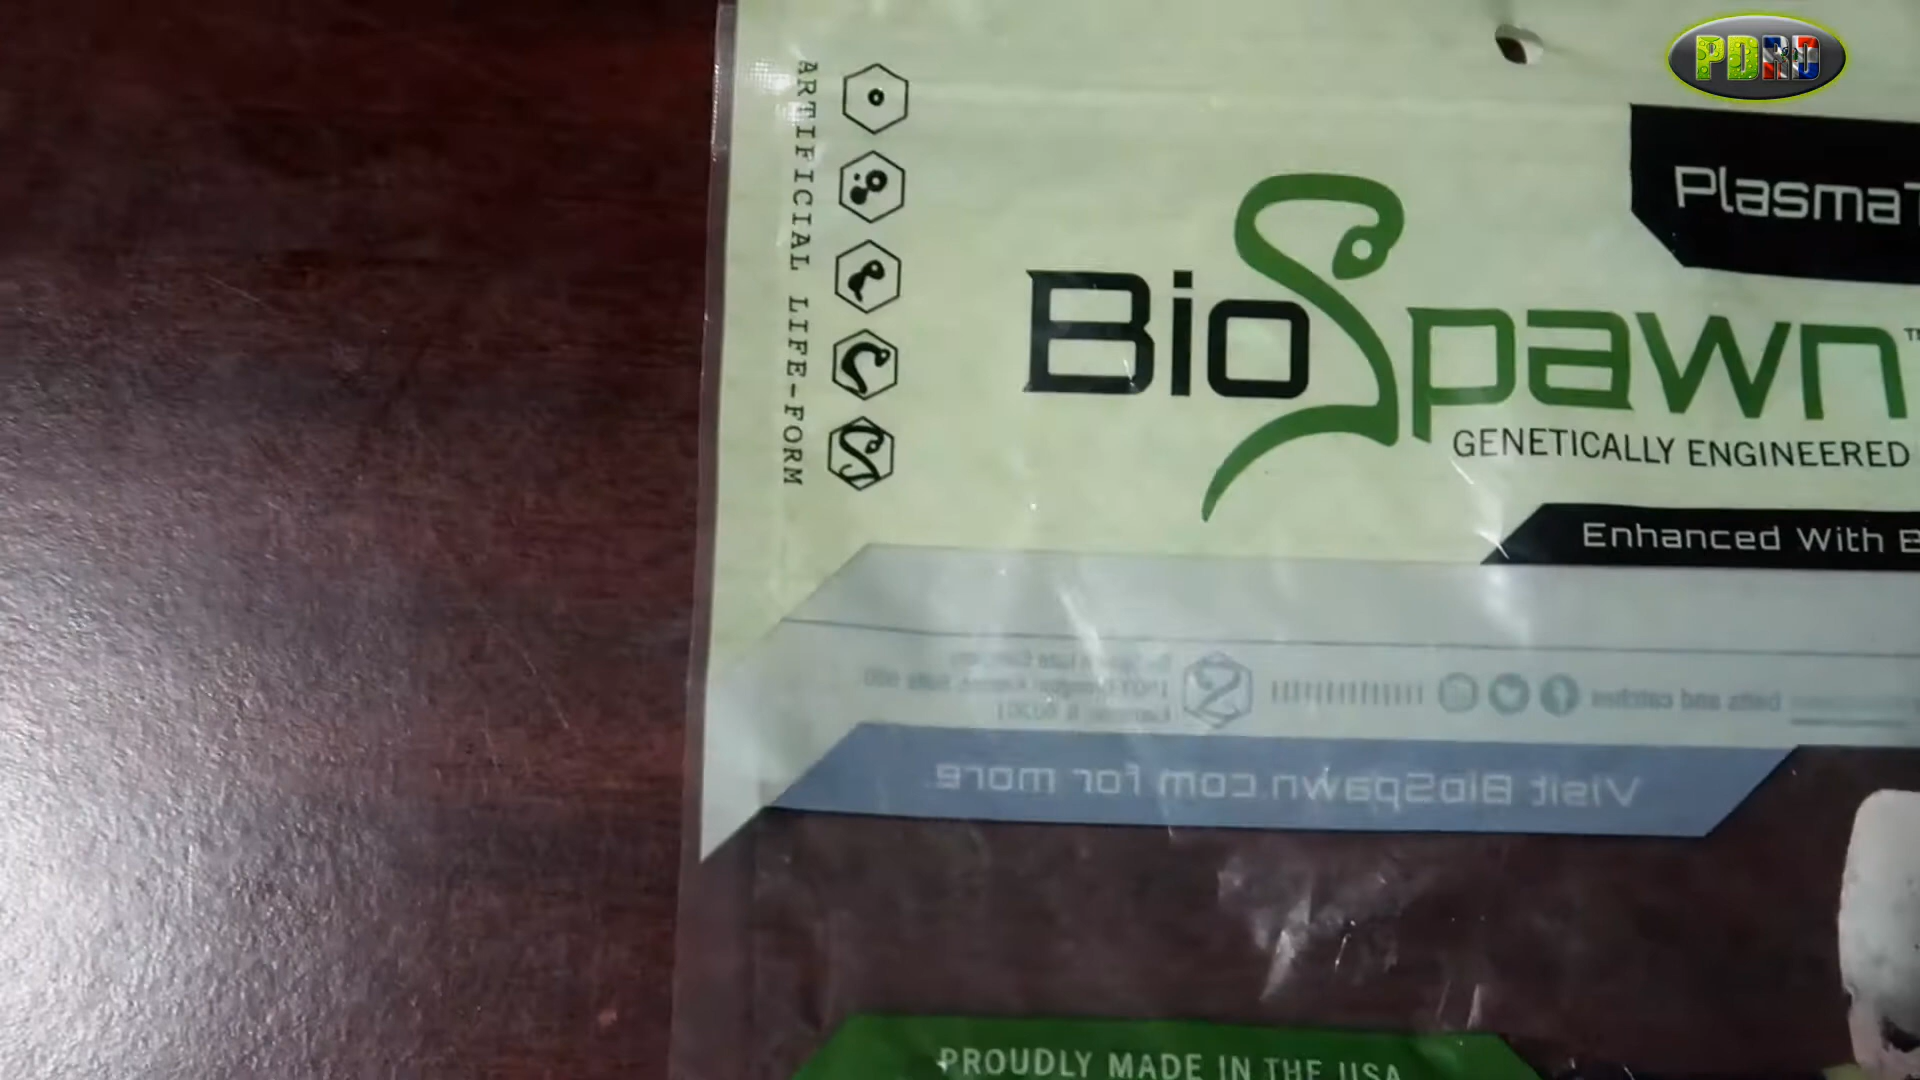 PDRD
ARTIFICIAL LIFE-FORM
PlasmaT
BioSpawn™
GENETICALLY ENGINEERED
Enhanced With
baits and catches
Visit BioSpawn.com for more
PROUDLY MADE IN THE USA